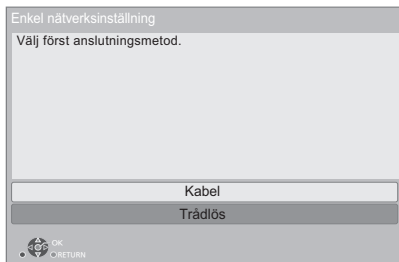 Enkel nätverksinställning
Välj först anslutningsmetod.
Kabel
Trådlös
OK
RETURN